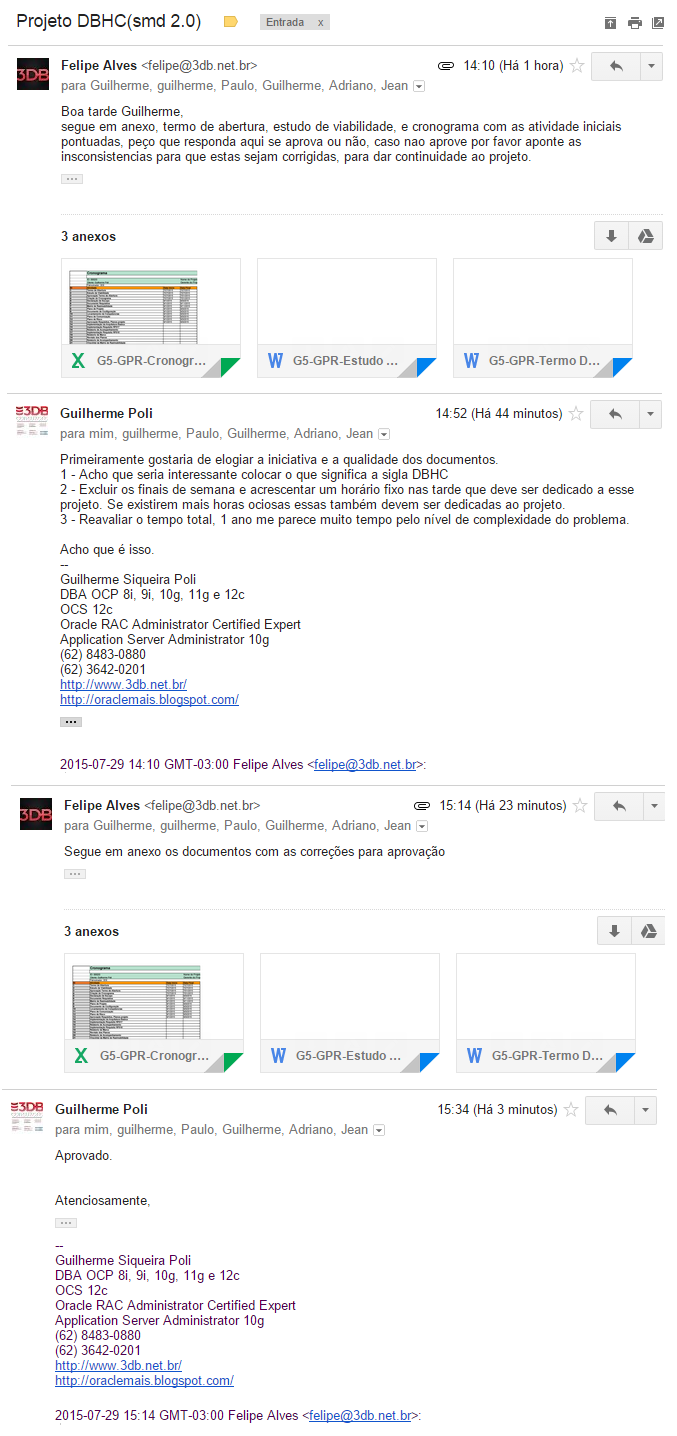 Projeto DBHC(smd 2.0)
Entrada x
Felipe Alves <felipe@3db.net.br>
14:10 (Há 1 hora)
para Guilherme, guilherme, Paulo, Guilherme, Adriano, Jean
Boa tarde Guilherme,
segue em anexo, termo de abertura, estudo de viabilidade, e cronograma com as atividade iniciais
pontuadas, peço que responda aqui se aprova ou não, caso nao aprove por favor aponte as
insconsistencias para que estas sejam corrigidas, para dar continuidade ao projeto.
3 anexos
Cronograma
G5-GPR-Cronogr...
G5-GPR-Estudo ...
G5-GPR-Termo D...
3DB
Guilherme Poli
14:52 (Há 44 minutos)
para mim, guilherme, Paulo, Guilherme, Adriano, Jean
Primeiramente gostaria de elogiar a iniciativa e a qualidade dos documentos.
1 - Acho que seria interessante colocar o que significa a sigla DBHC
2 - Excluir os finais de semana e acrescentar um horário fixo nas tarde que deve ser dedicado a esse
projeto. Se existirem mais horas ociosas essas também devem ser dedicadas ao projeto.
3 - Reavaliar o tempo total, 1 ano me parece muito tempo pelo nível de complexidade do problema.
Acho que é isso.
--
Guilherme Siqueira Poli
DBA OCP 8i, 9i, 10g, 11g e 12c
OCS 12c
Oracle RAC Administrator Certified Expert
Application Server Administrator 10g
(62) 8483-0880
(62) 3642-0201
http://www.3db.net.br/
http://oraclemais.blogspot.com/
2015-07-29 14:10 GMT-03:00 Felipe Alves <felipe@3db.net.br>:
3DB
Felipe Alves <felipe@3db.net.br>
15:14 (Há 23 minutos)
para Guilherme, guilherme, Paulo, Guilherme, Adriano, Jean
Segue em anexo os documentos com as correções para aprovação
3 anexos
Cronograma
G5-GPR-Cronogr...
G5-GPR-Estudo ...
G5-GPR-Termo D...
3DB
Guilherme Poli
15:34 (Há 3 minutos)
para mim, guilherme, Paulo, Guilherme, Adriano, Jean
Aprovado.
Atenciosamente,
--
Guilherme Siqueira Poli
DBA OCP 8i, 9i, 10g, 11g e 12c
OCS 12c
Oracle RAC Administrator Certified Expert
Application Server Administrator 10g
(62) 8483-0880
(62) 3642-0201
http://www.3db.net.br/
http://oraclemais.blogspot.com/
2015-07-29 15:14 GMT-03:00 Felipe Alves <felipe@3db.net.br>: